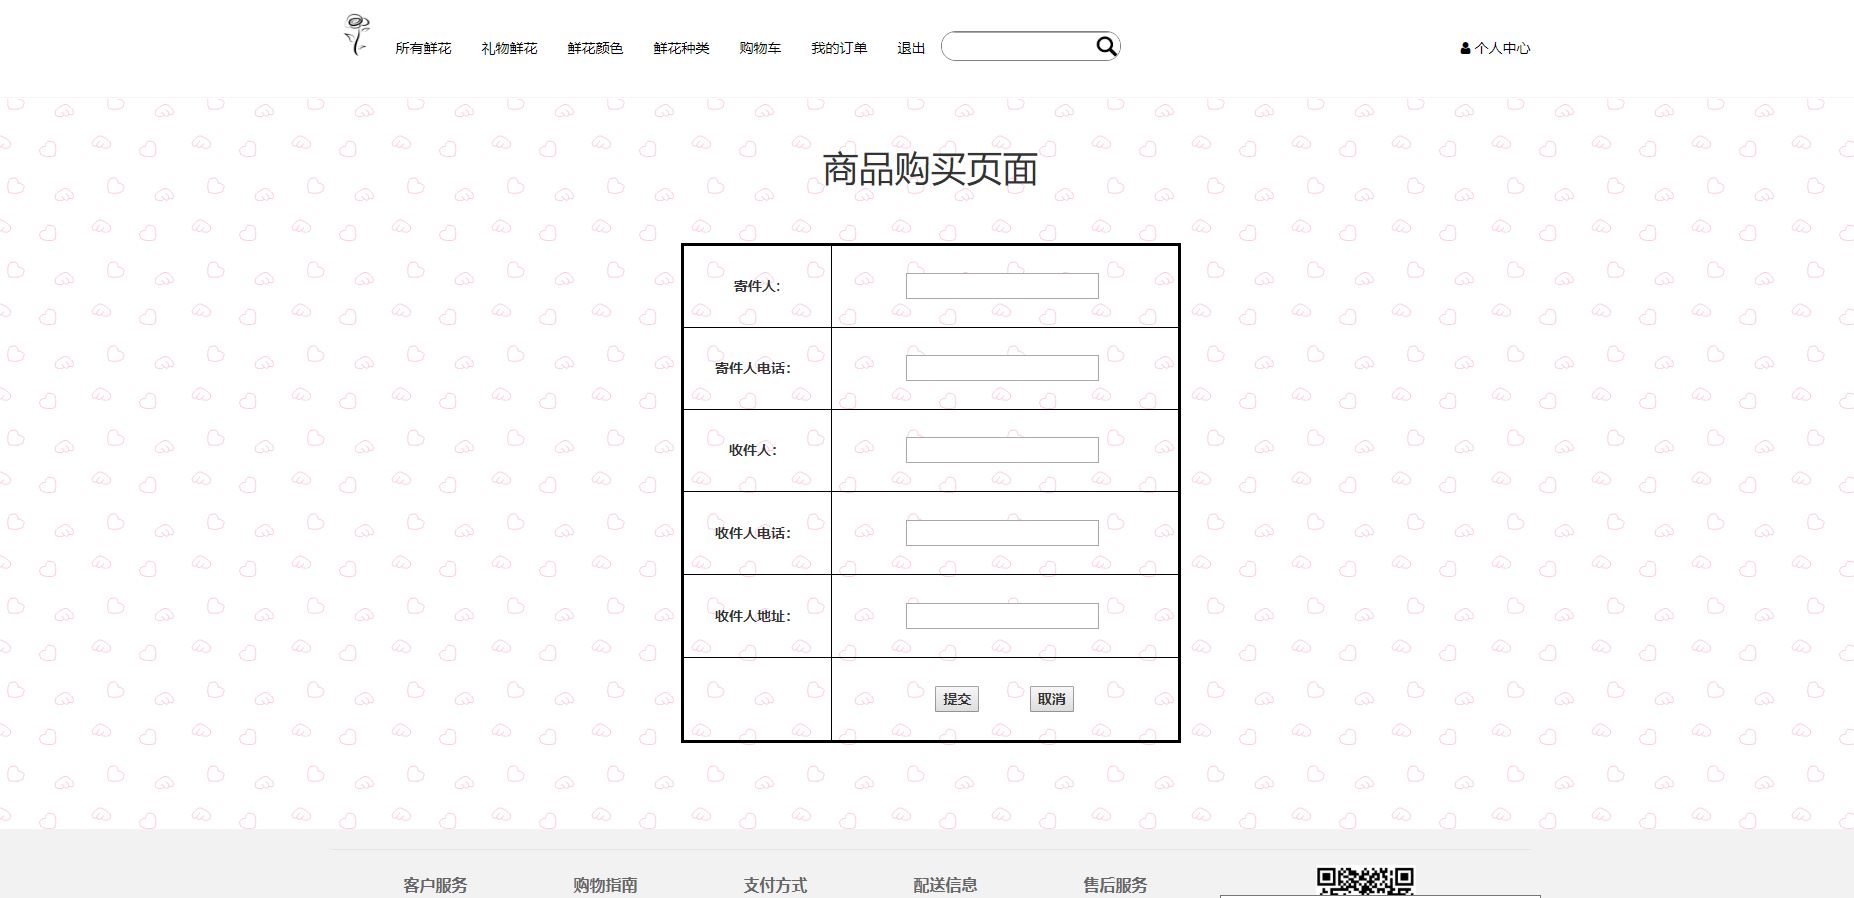 所有鲜花 礼物鲜花 鲜花颜色 鲜花种类 购物车 我的订单 退出 个人中心
商品购买页面
寄件人：
寄件人电话：
收件人：
收件人电话：
收件人地址：
提交 取消
客户服务 购物指南 支付方式 配送信息 售后服务